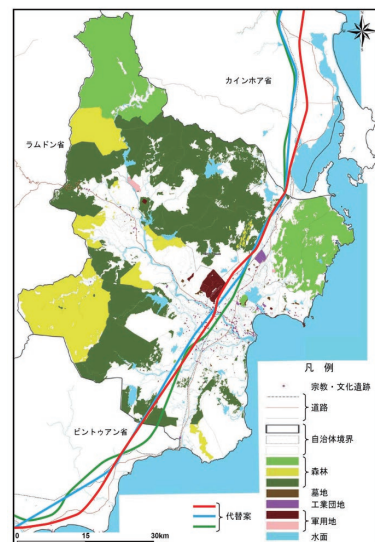 カインホア省
ラムドン省
ビントゥアン省
凡 例
宗教・文化遺跡
道路
自治体境界
森林
墓地
工業団地
軍用地
水面
代替案
0 15 30km